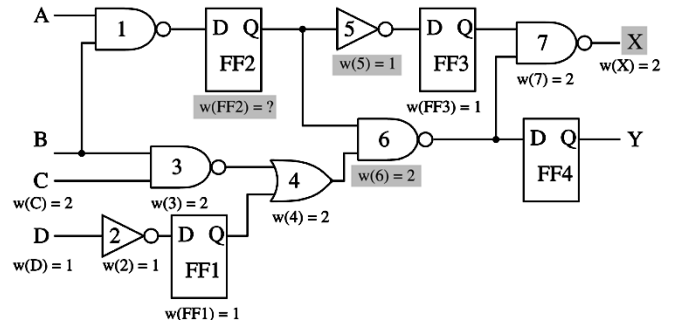 A
1
D Q
FF2
w(FF2) = ?
5
w(5) = 1
D Q
FF3
w(FF3) = 1
7
w(7) = 2
X
w(X) = 2
B
C
w(C) = 2
3
w(3) = 2
4
w(4) = 2
6
w(6) = 2
D Q
FF4
Y
D
w(D) = 1
2
w(2) = 1
D Q
FF1
w(FF1) = 1